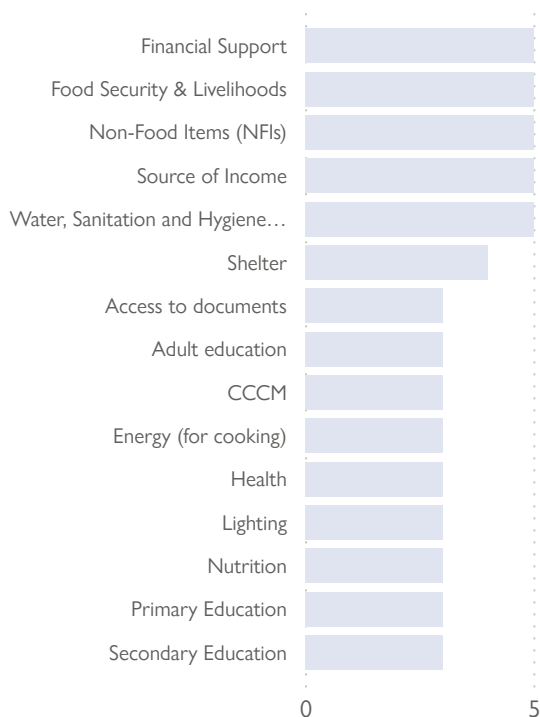 Financial Support
Food Security & Livelihoods
Non-Food Items (NFIs)
Source of Income
Water, Sanitation and Hygiene…
Shelter
Access to documents
Adult education
CCCM
Energy (for cooking)
Health
Lighting
Nutrition
Primary Education
Secondary Education
0 5